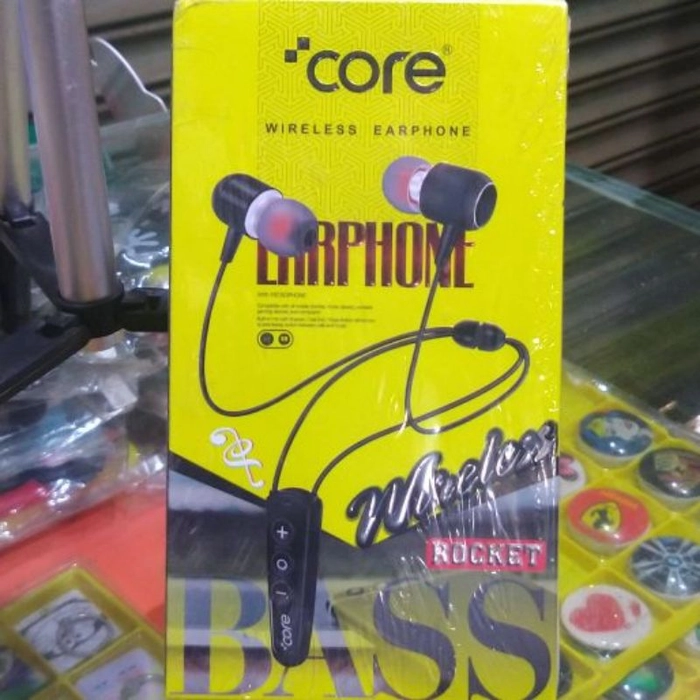 core®
WIRELESS EARPHONE
EARPHONE
Wireless
ROCKET
+
core
BASS